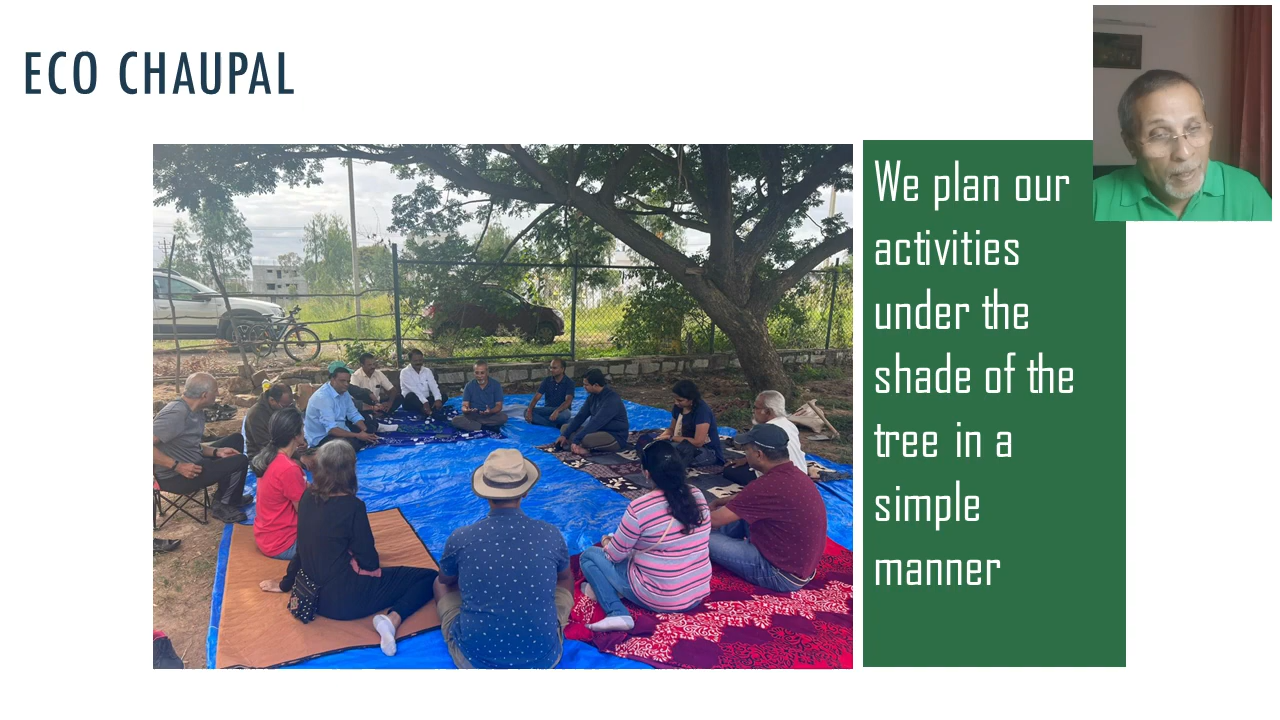 ECO CHAUPAL
We plan our
activities
under the
shade of the
tree in a
simple
manner